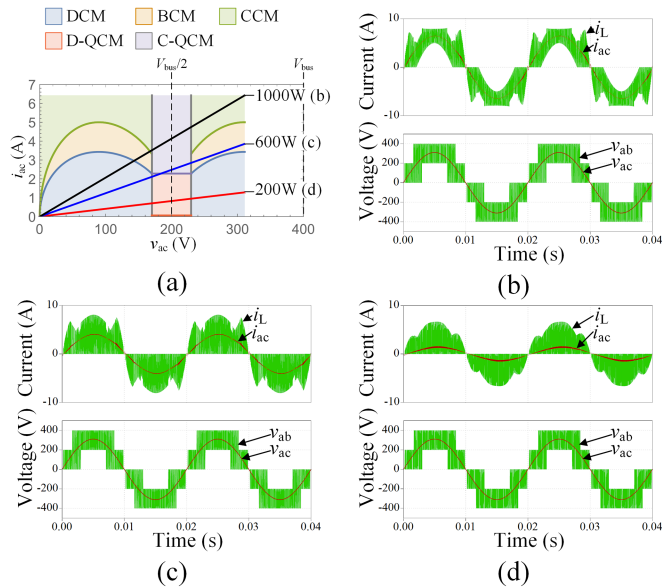 DCM
BCM
CCM
D-QCM
C-QCM
V_bus/2
V_bus
7
6
5
4
3
2
1
0
i_ac (A)
1000W (b)
600W (c)
200W (d)
0
100
200
300
400
v_ac (V)
(a)
10
0
-10
Current (A)
i_L
i_ac
400
200
0
-200
-400
Voltage (V)
v_ab
v_ac
0.00
0.01
0.02
0.03
0.04
Time (s)
(b)
10
0
-10
Current (A)
i_L
i_ac
400
200
0
-200
-400
Voltage (V)
v_ab
v_ac
0.00
0.01
0.02
0.03
0.04
Time (s)
(c)
10
0
-10
Current (A)
i_L
i_ac
400
200
0
-200
-400
Voltage (V)
v_ab
v_ac
0.00
0.01
0.02
0.03
0.04
Time (s)
(d)